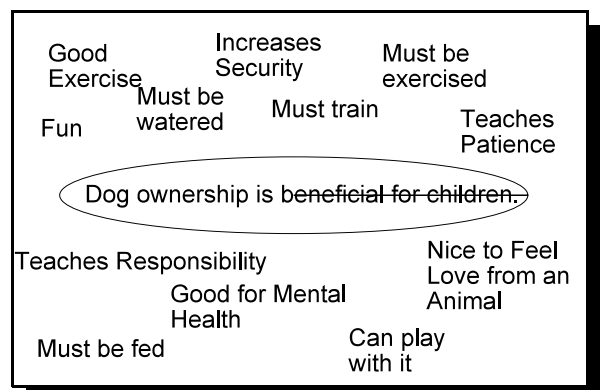 Good
Exercise
Increases
Security
Must be
exercised
Must be
watered
Must train
Fun
Teaches
Patience
Dog ownership is beneficial for children.
Teaches Responsibility
Nice to Feel
Love from an
Animal
Good for Mental
Health
Must be fed
Can play
with it